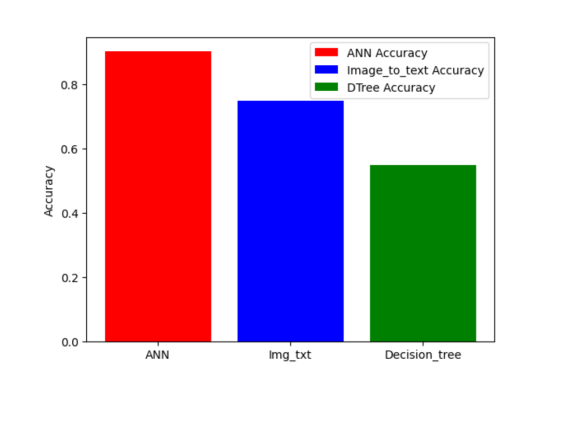 ANN Accuracy
Image_to_text Accuracy
DTree Accuracy
Accuracy
0.8
0.6
0.4
0.2
0.0
ANN Img_txt Decision_tree